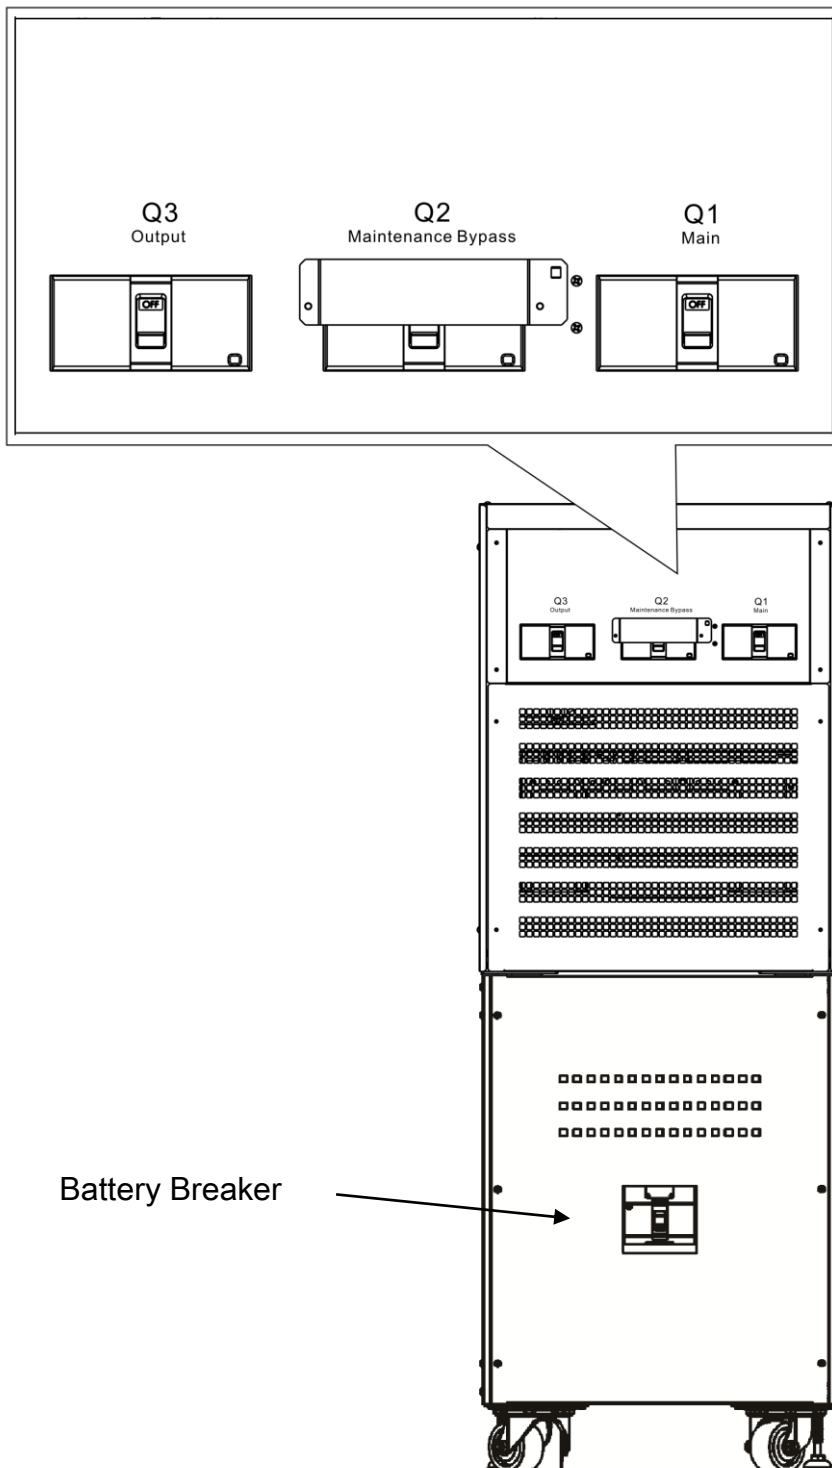 Q3
Output
Q2
Maintenance Bypass
Q1
Main
OFF
OFF
Q3
Output
Q2
Maintenance Bypass
Q1
Main
Battery Breaker